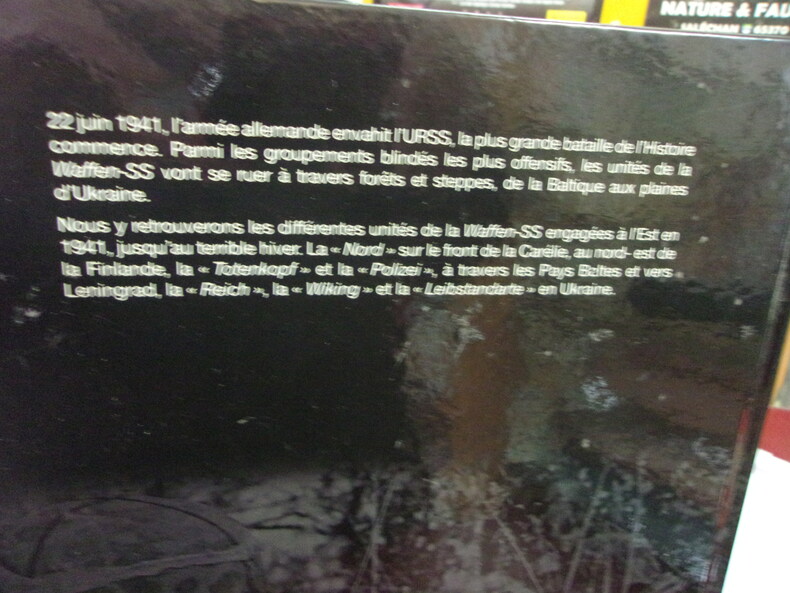 NATURE & FAU
SALÉCHAN 65370
22 juin 1941, l'armée allemande envahit l'URSS, la plus grande bataille de l'Histoire
commence. Parmi les groupements blindés les plus offensifs, les unités de la
Waffen-SS vont se ruer à travers forêts et steppes, de la Baltique aux plaines
d'Ukraine.
Nous y retrouverons les différentes unités de la Waffen-SS engagées à l'Est en
1941, jusqu'au terrible hiver. La « Nord » sur le front de la Carélie, au nord- est de
la Finlande, la « Totenkopf » et la « Polizei », à travers les Pays Baltes et vers
Leningrad, la « Reich », la « Wiking » et la « Leibstandarte » en Ukraine.